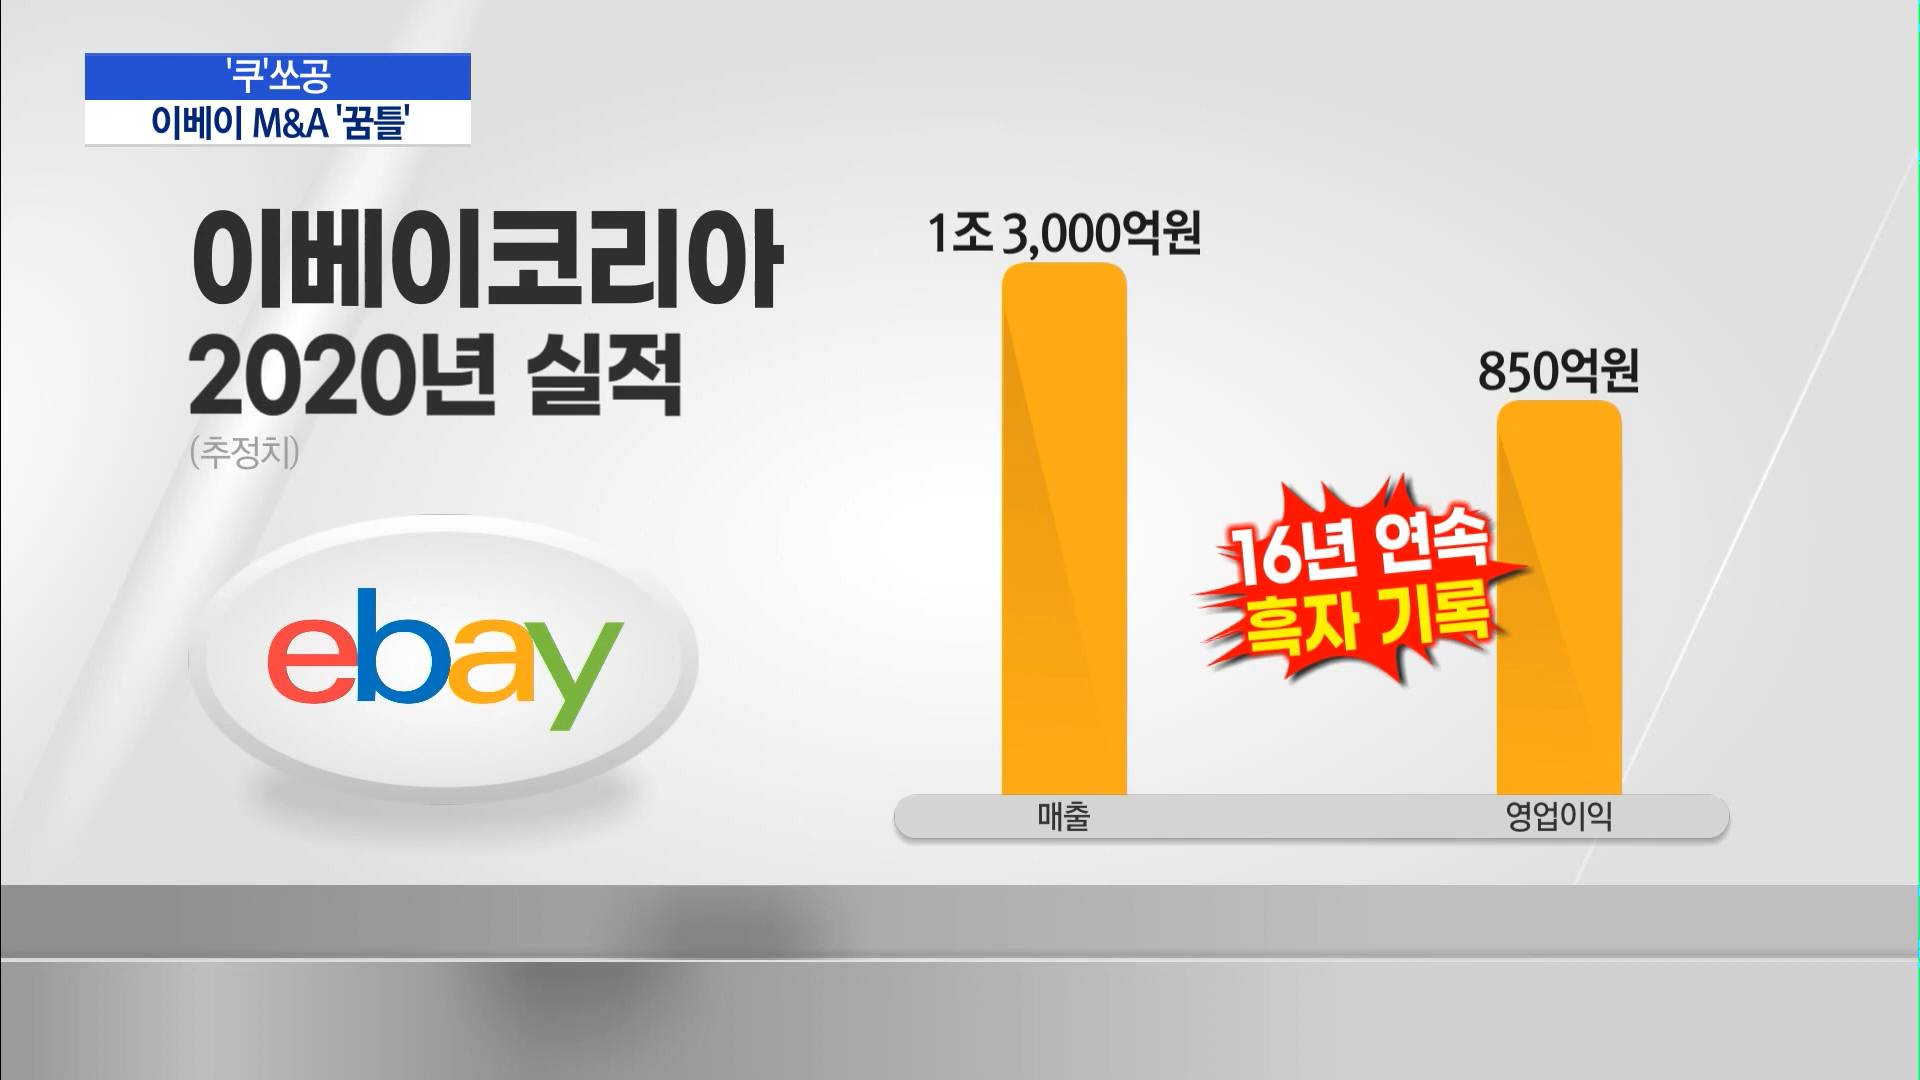 '쿠'쏘공
이베이 M&A '꿈틀'
이베이코리아
2020년 실적
(추정치)
ebay
1조 3,000억원
850억원
16년 연속
흑자 기록
매출
영업이익